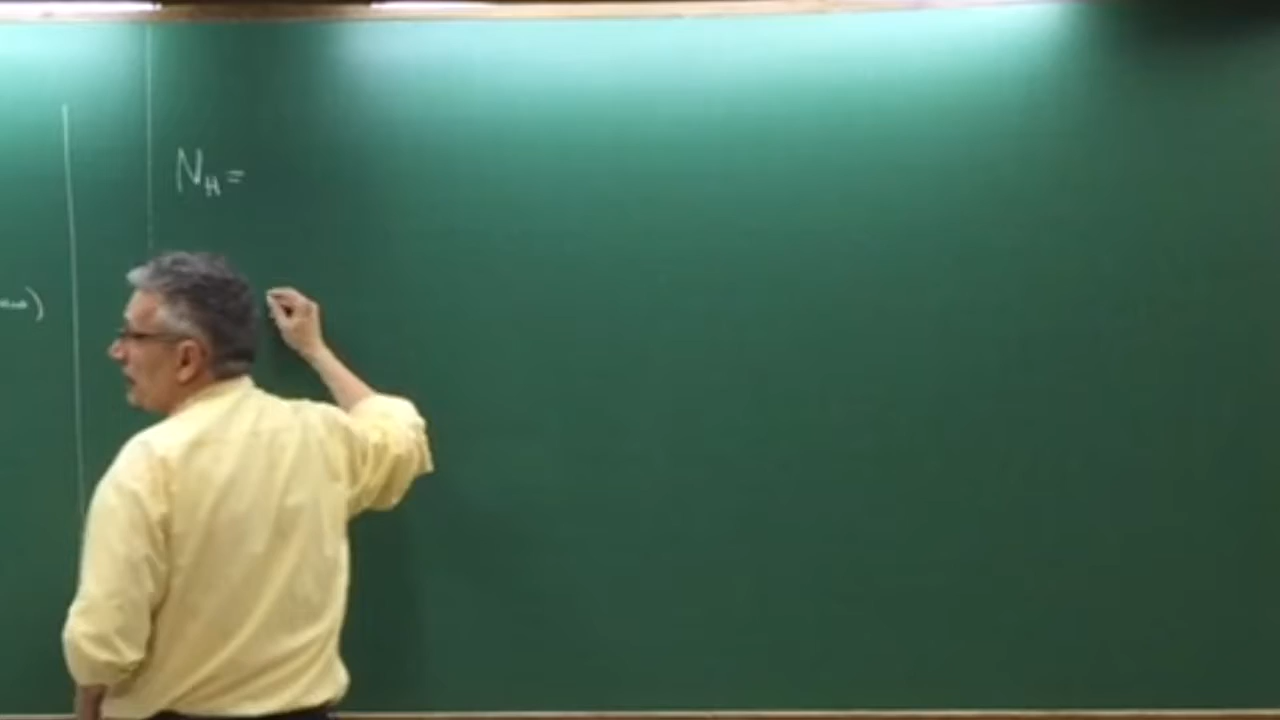 N_H =